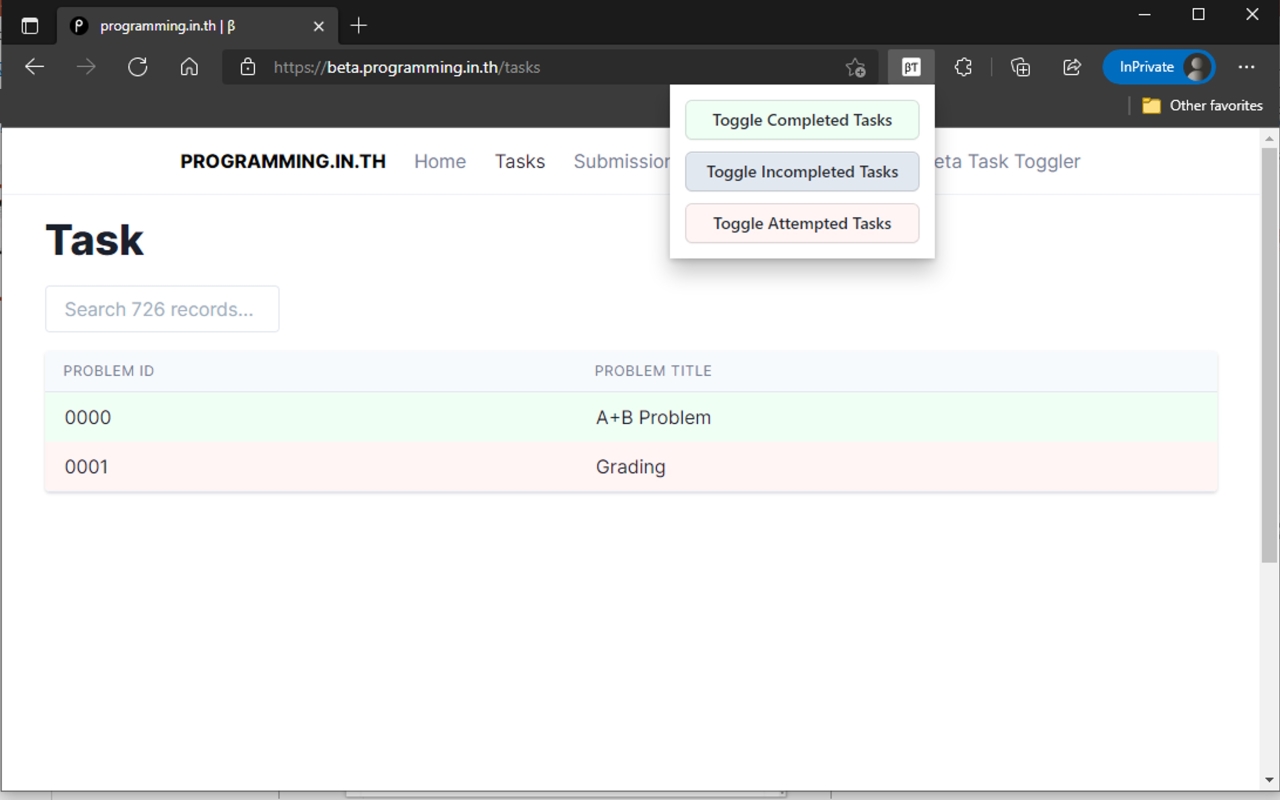 programming.in.th | β
https://beta.programming.in.th/tasks
βT
InPrivate
Other favorites
Toggle Completed Tasks
Toggle Incompleted Tasks
Toggle Attempted Tasks
PROGRAMMING.IN.TH Home Tasks Submission eta Task Toggler
Task
Search 726 records...
PROBLEM ID PROBLEM TITLE
0000 A+B Problem
0001 Grading